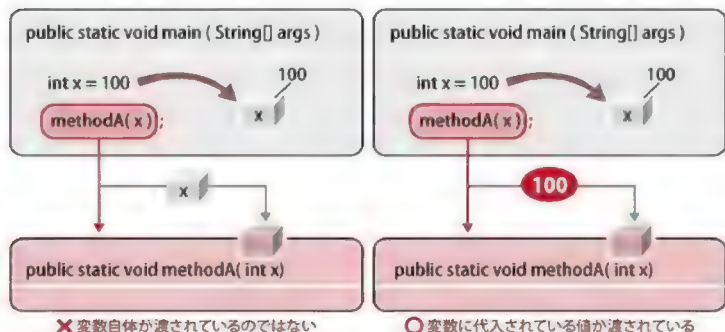 public static void main ( String[] args )
int x = 100
100
x
methodA( x ) ;
x
public static void methodA( int x)
✕ 変数自体が渡されているのではない
public static void main ( String[] args )
int x = 100
100
x
methodA( x ) ;
100
public static void methodA( int x)
○ 変数に代入されている値が渡されている